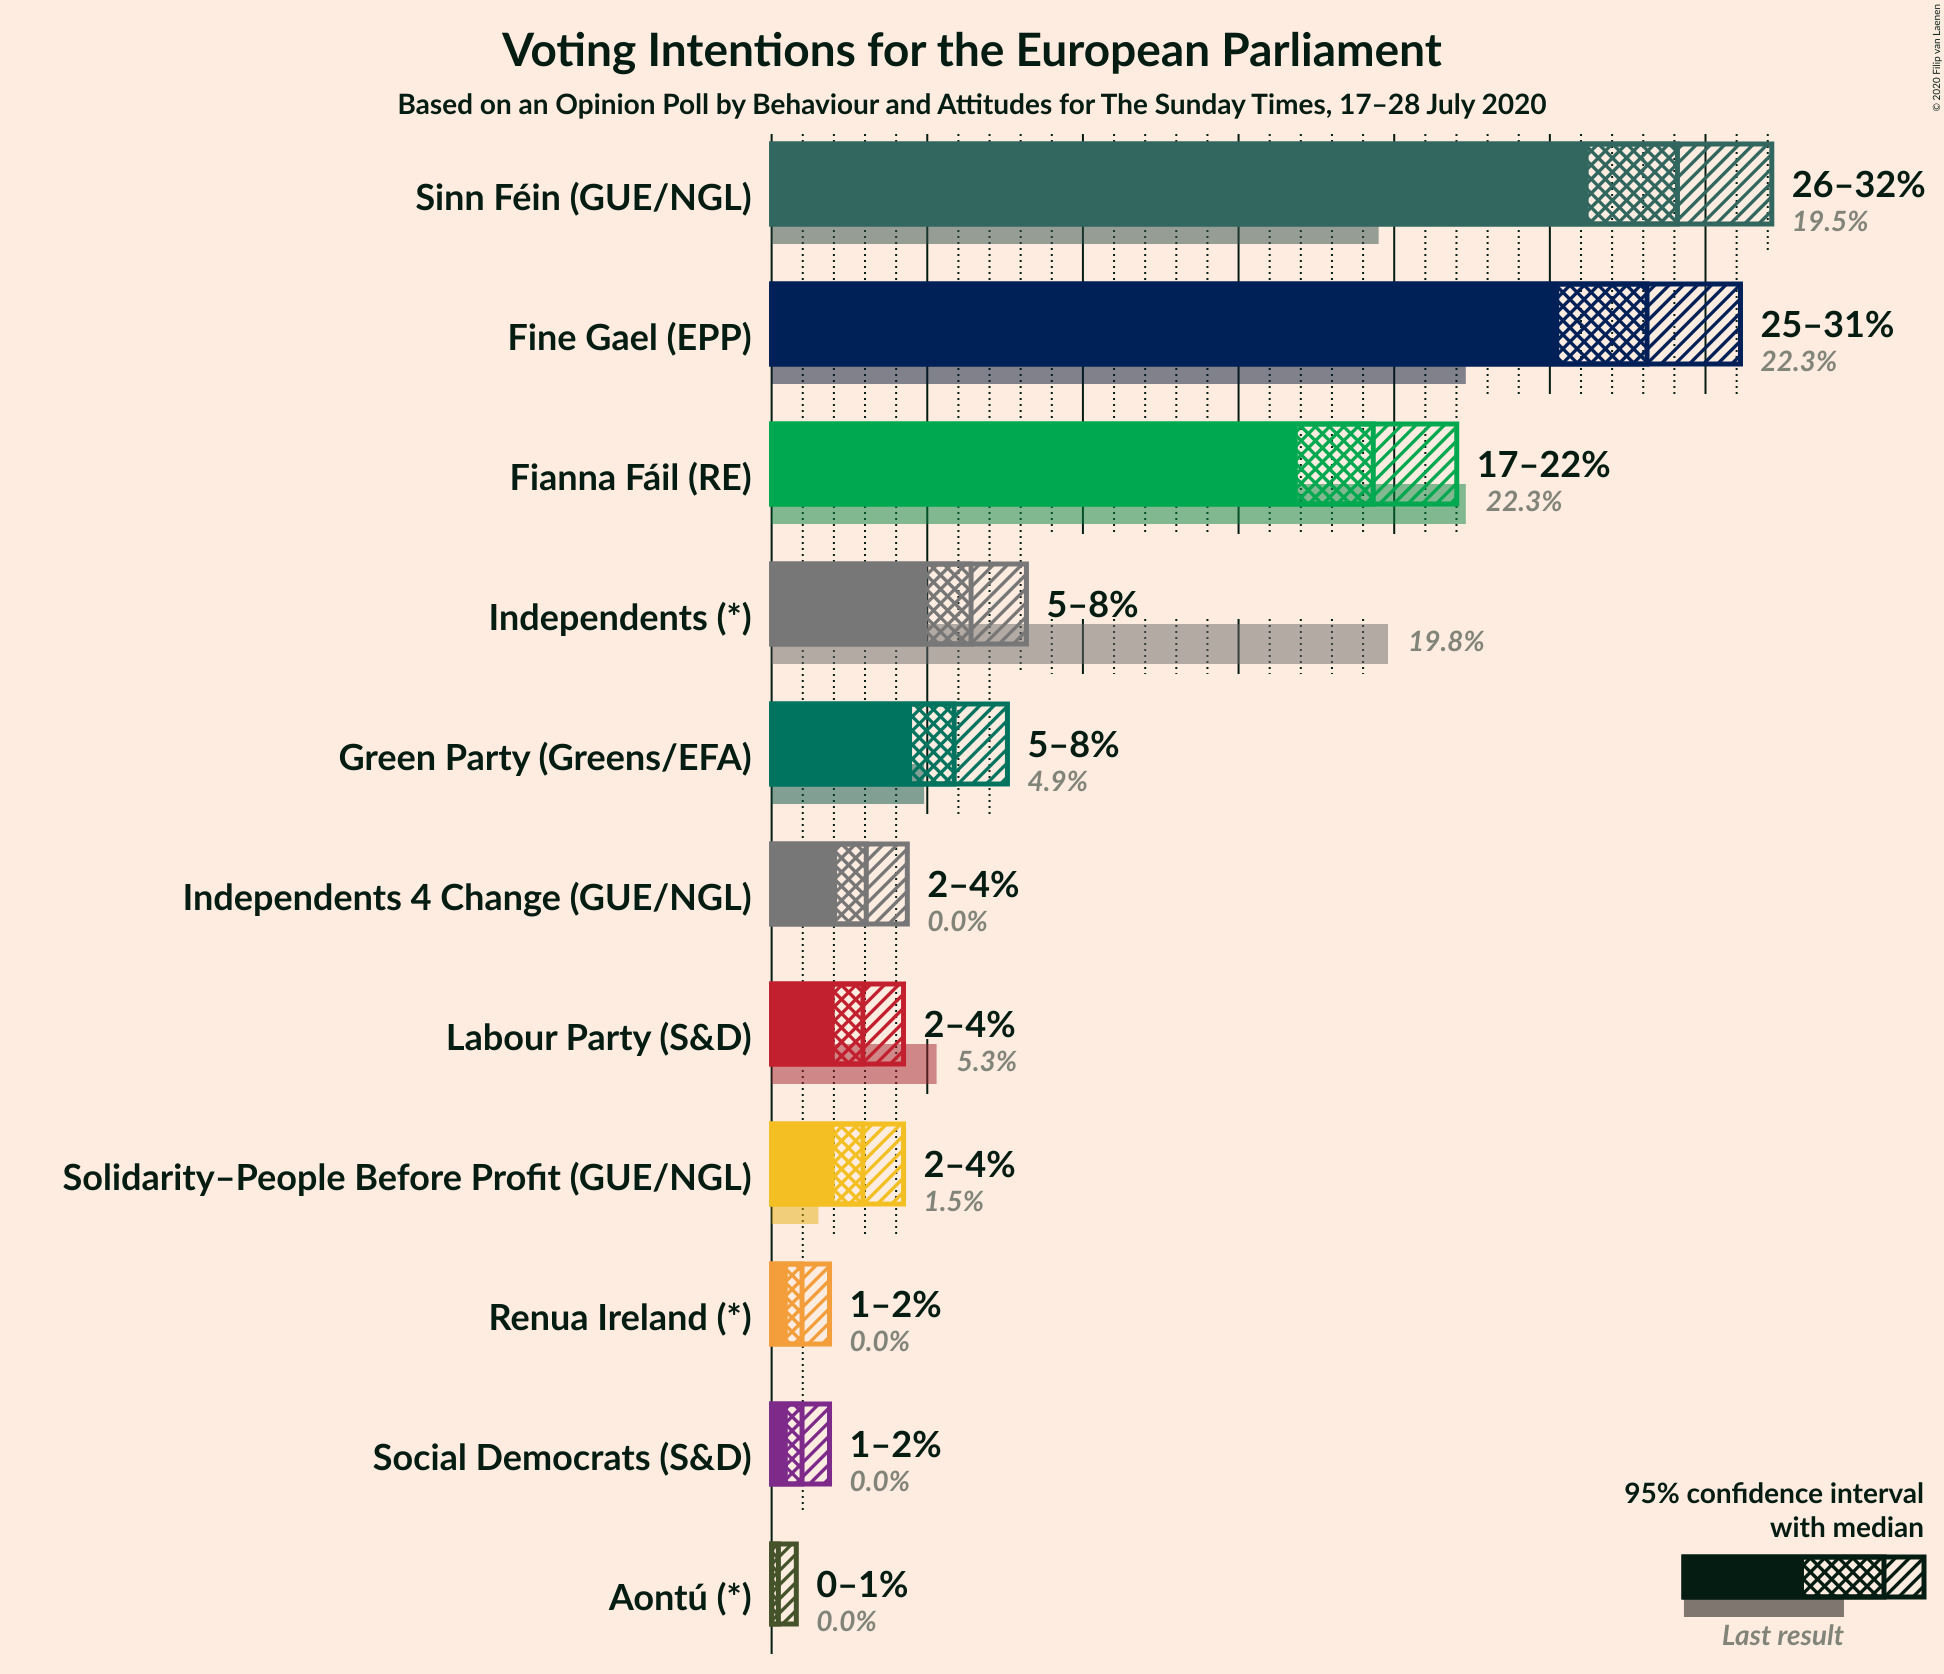 Voting Intentions for the European Parliament
Based on an Opinion Poll by Behaviour and Attitudes for The Sunday Times, 17–28 July 2020
© 2020 Filip van Laenen
Sinn Féin (GUE/NGL)
26–32%
19.5%
Fine Gael (EPP)
25–31%
22.3%
Fianna Fáil (RE)
17–22%
22.3%
Independents (*)
5–8%
19.8%
Green Party (Greens/EFA)
5–8%
4.9%
Independents 4 Change (GUE/NGL)
2–4%
0.0%
Labour Party (S&D)
2–4%
5.3%
Solidarity–People Before Profit (GUE/NGL)
2–4%
1.5%
Renua Ireland (*)
1–2%
0.0%
Social Democrats (S&D)
1–2%
0.0%
Aontú (*)
0–1%
0.0%
95% confidence interval
with median
Last result